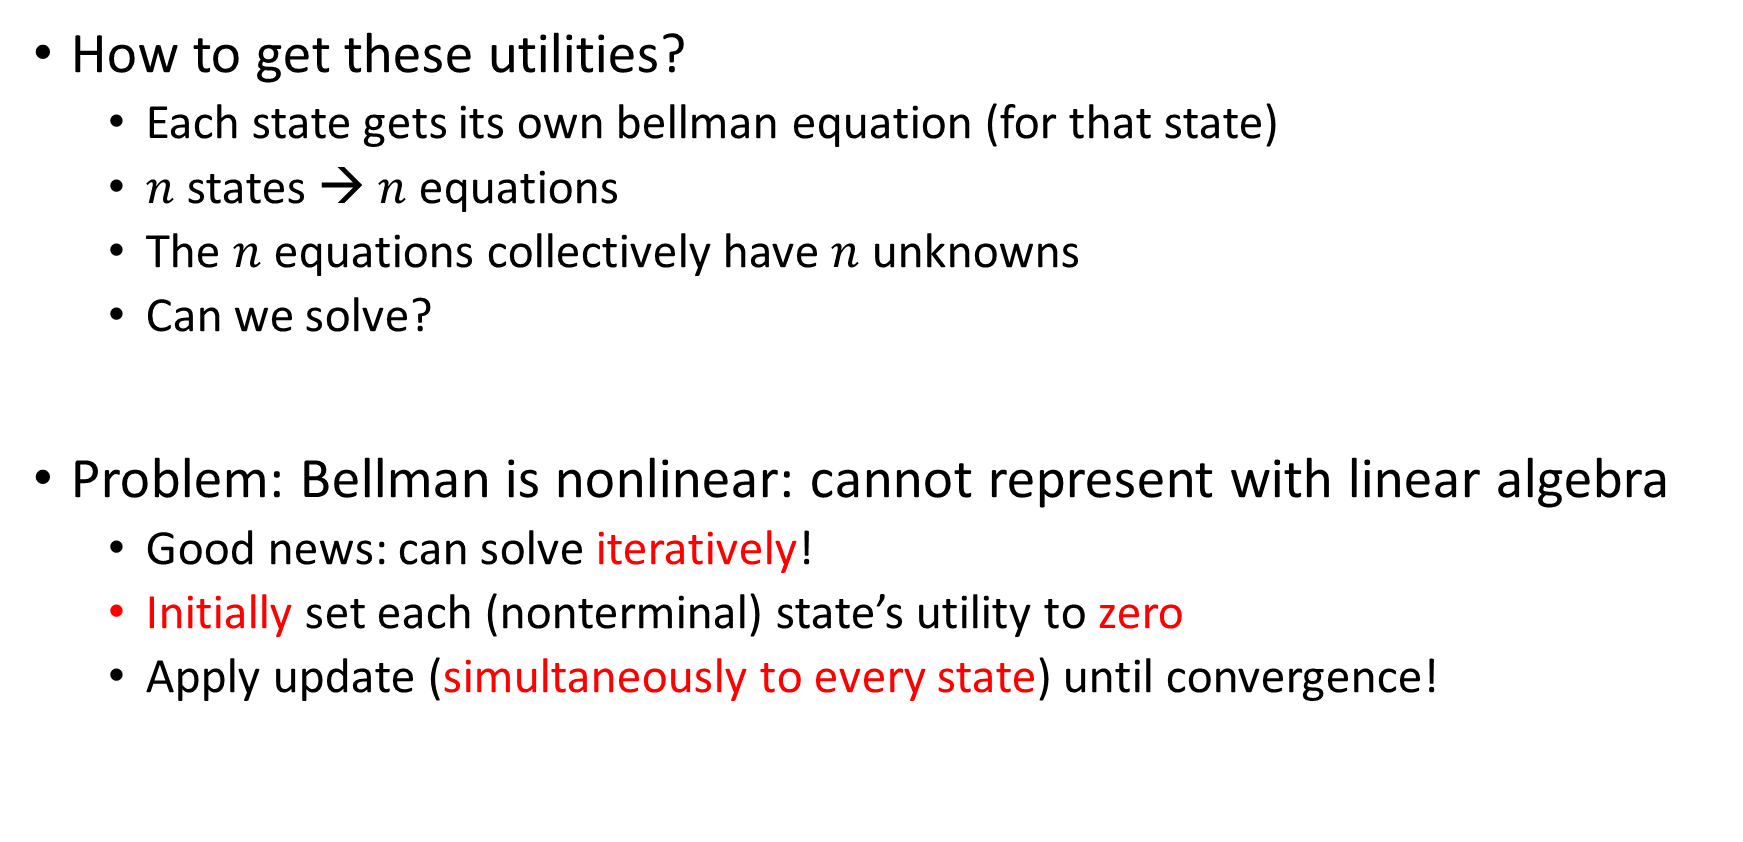 • How to get these utilities?
• Each state gets its own bellman equation (for that state)
• n states → n equations
• The n equations collectively have n unknowns
• Can we solve?
• Problem: Bellman is nonlinear: cannot represent with linear algebra
• Good news: can solve iteratively!
• Initially set each (nonterminal) state’s utility to zero
• Apply update (simultaneously to every state) until convergence!